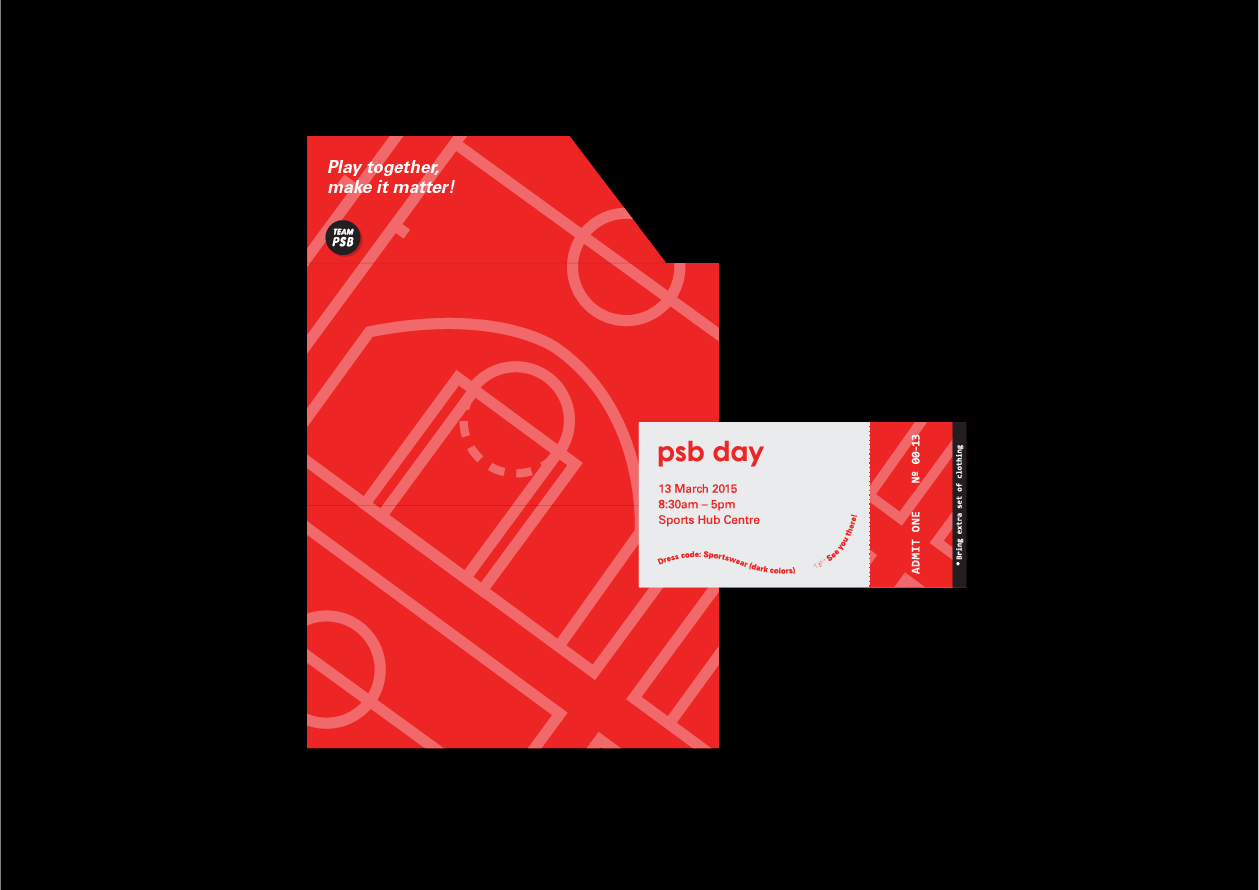 Play together,
make it matter!
TEAM
PSB
psb day
13 March 2015
8:30am – 5pm
Sports Hub Centre
Dress code: Sportswear (dark colors)
See you there!
ADMIT ONE Nº 00-13
*Bring extra set of clothing